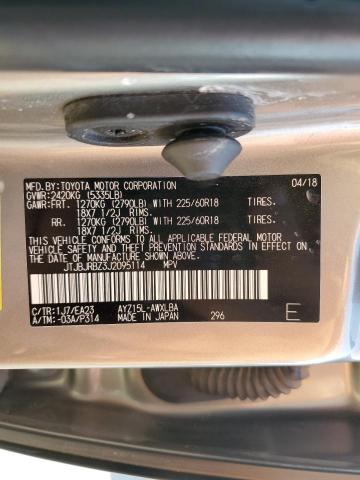 MFD.BY:TOYOTA MOTOR CORPORATION 04/18
GVWR:2420KG (5335LB)
GAWR:FRT. 1270KG (2790LB) WITH 225/60R18 TIRES.
18X7 1/2J RIMS.
RR. 1270KG (2790LB) WITH 225/60R18 TIRES.
18X7 1/2J RIMS.
THIS VEHICLE CONFORMS TO ALL APPLICABLE FEDERAL MOTOR
VEHICLE SAFETY AND THEFT PREVENTION STANDARDS IN EFFECT ON
THE DATE OF MANUFACTURE SHOWN ABOVE.
JTJBJRBZ3J2095114 MPV
C/TR:1J7/EA23 AYZ15L-AWXLBA
A/TM:-03A/P314 MADE IN JAPAN 296 E